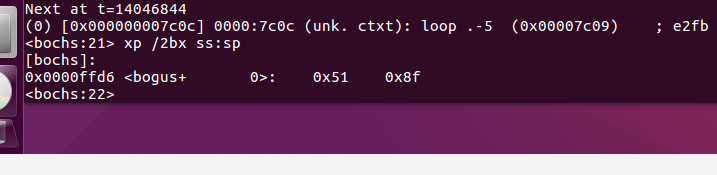 Next at t=14046844
(0) [0x000000007c0c] 0000:7c0c (unk. ctxt): loop .-5  (0x00007c09)    ; e2fb
<bochs:21> xp /2bx ss:sp
[bochs]:
0x0000ffd6 <bogus+       0>:    0x51    0x8f
<bochs:22>